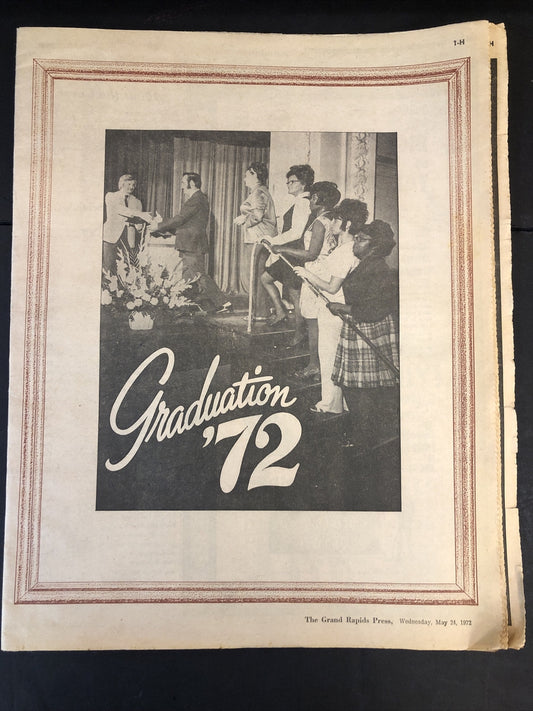 1-H
H
Graduation
'72
The Grand Rapids Press, Wednesday, May 24, 1972